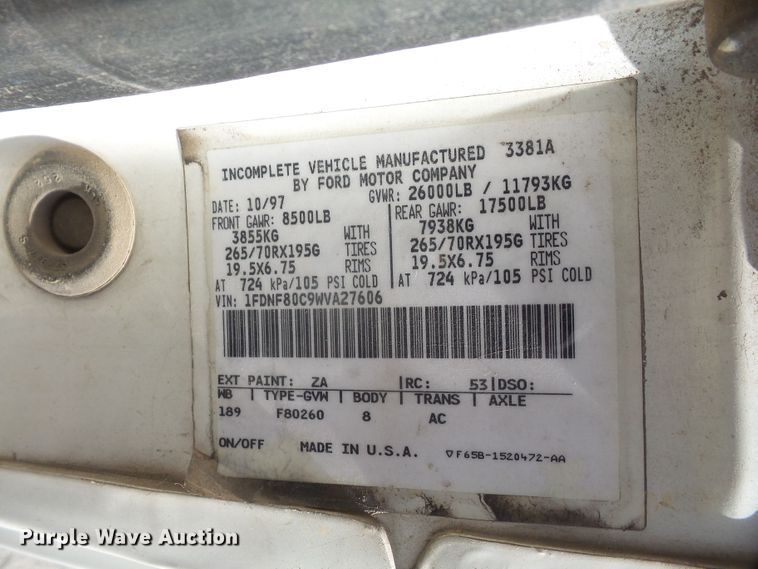 INCOMPLETE VEHICLE MANUFACTURED 3381A
BY FORD MOTOR COMPANY
DATE: 10/97 GVWR: 26000LB / 11793KG
FRONT GAWR: 8500LB REAR GAWR: 17500LB
3855KG WITH 7938KG WITH
265/70RX195G TIRES 265/70RX195G TIRES
19.5X6.75 RIMS 19.5X6.75 RIMS
AT 724 kPa/105 PSI COLD AT 724 kPa/105 PSI COLD
VIN: 1FDNF80C9WVA27606
EXT PAINT: ZA RC: 53 DSO:
WB TYPE-GVW BODY TRANS AXLE
189 F80260 8 AC
ON/OFF MADE IN U.S.A. ▽F65B-1520472-AA
Purple Wave Auction